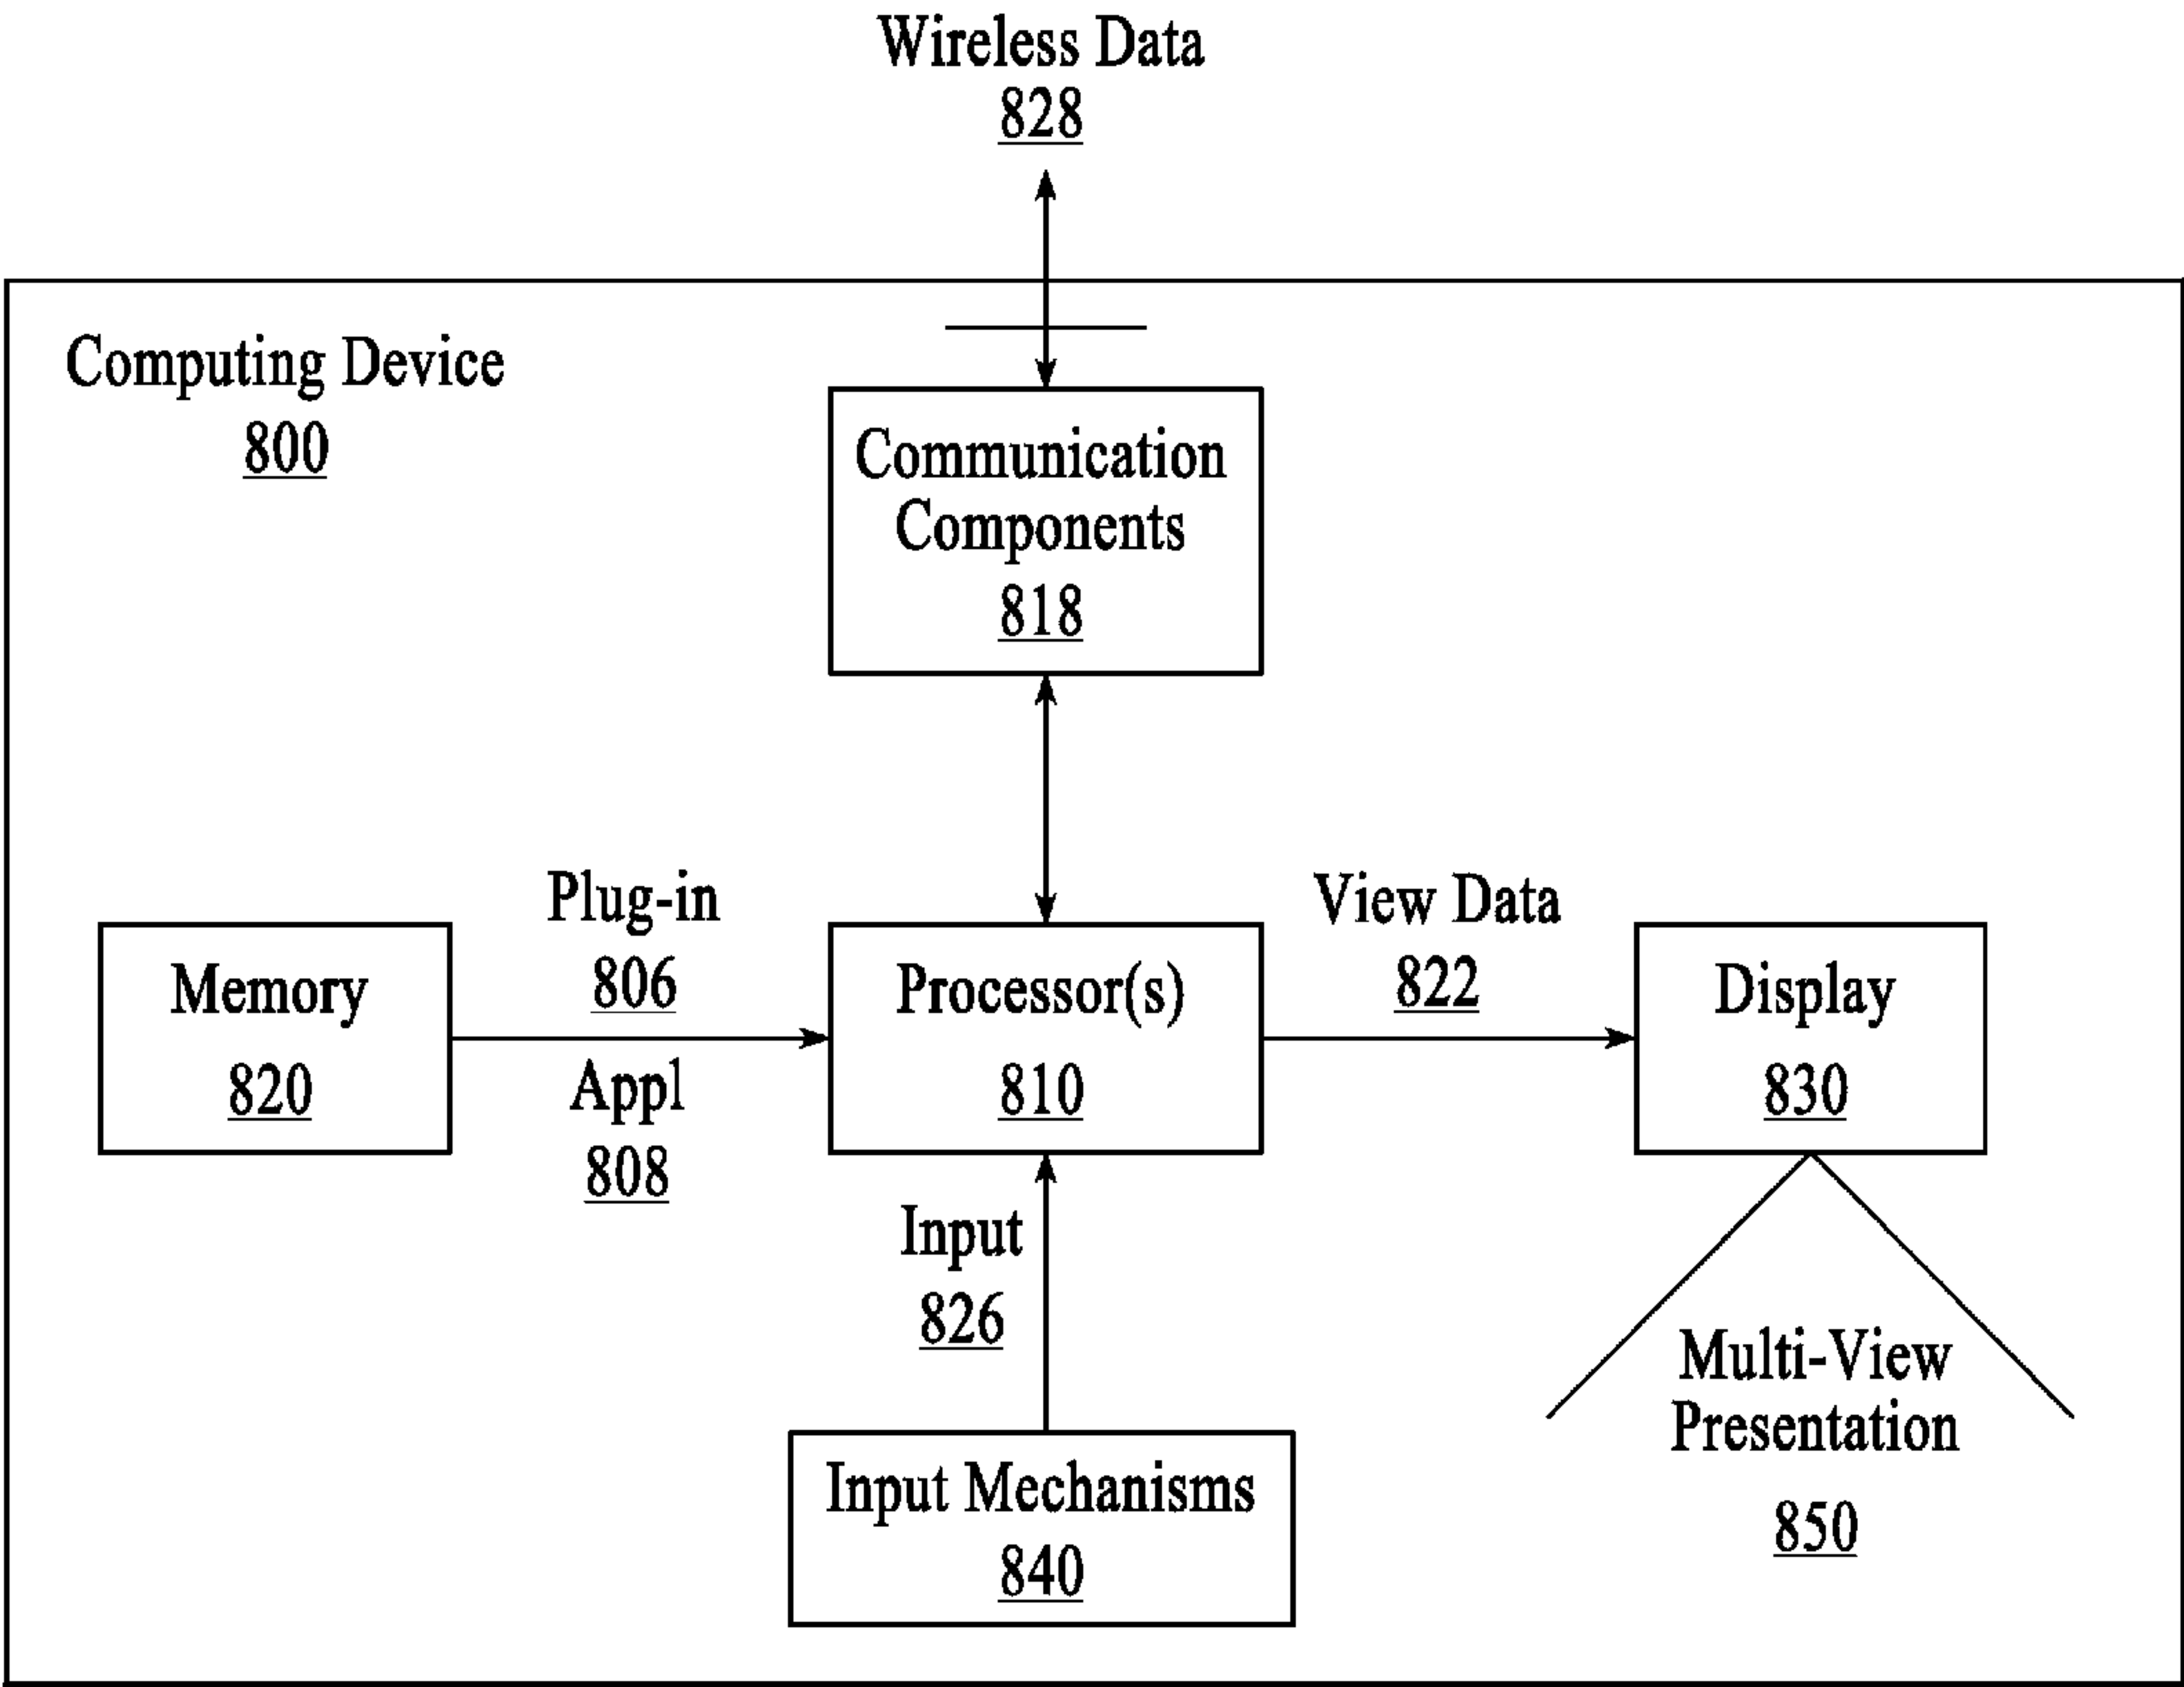 Wireless Data
828
Computing Device
800
Communication
Components
818
Plug-in
806
Appl
808
View Data
822
Memory
820
Processor(s)
810
Display
830
Input
826
Multi-View
Presentation
850
Input Mechanisms
840